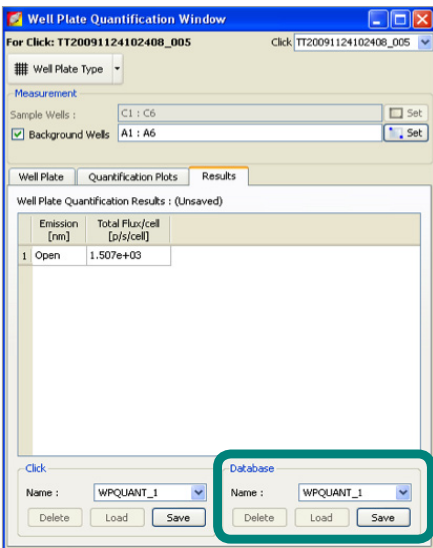 Well Plate Quantification Window
For Click: TT20091124102408_005 Click TT20091124102408_005
Well Plate Type
Measurement
Sample Wells : C1 : C6 Set
Background Wells A1 : A6 Set
Well Plate Quantification Plots Results
Well Plate Quantification Results : (Unsaved)
Emission Total Flux/cell
[nm] [p/s/cell]
1 Open 1.507e+03
Click Database
Name : WPQUANT_1 Name : WPQUANT_1
Delete Load Save Delete Load Save